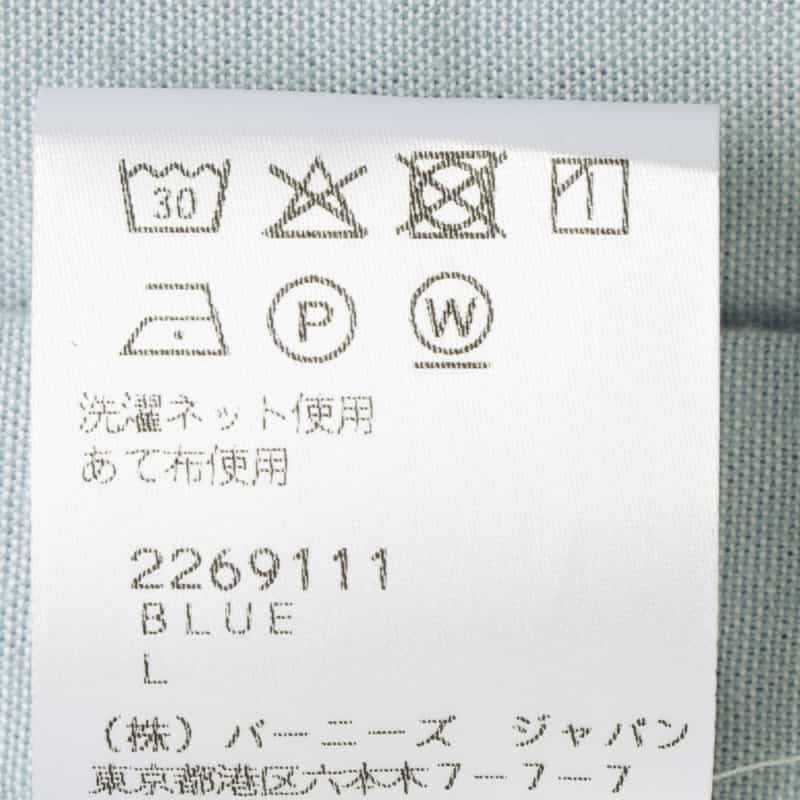 30
P W
洗濯ネット使用
あて布使用
2269111
BLUE
L
(株) バーニーズ ジャパン
東京都港区六本木7-7-7